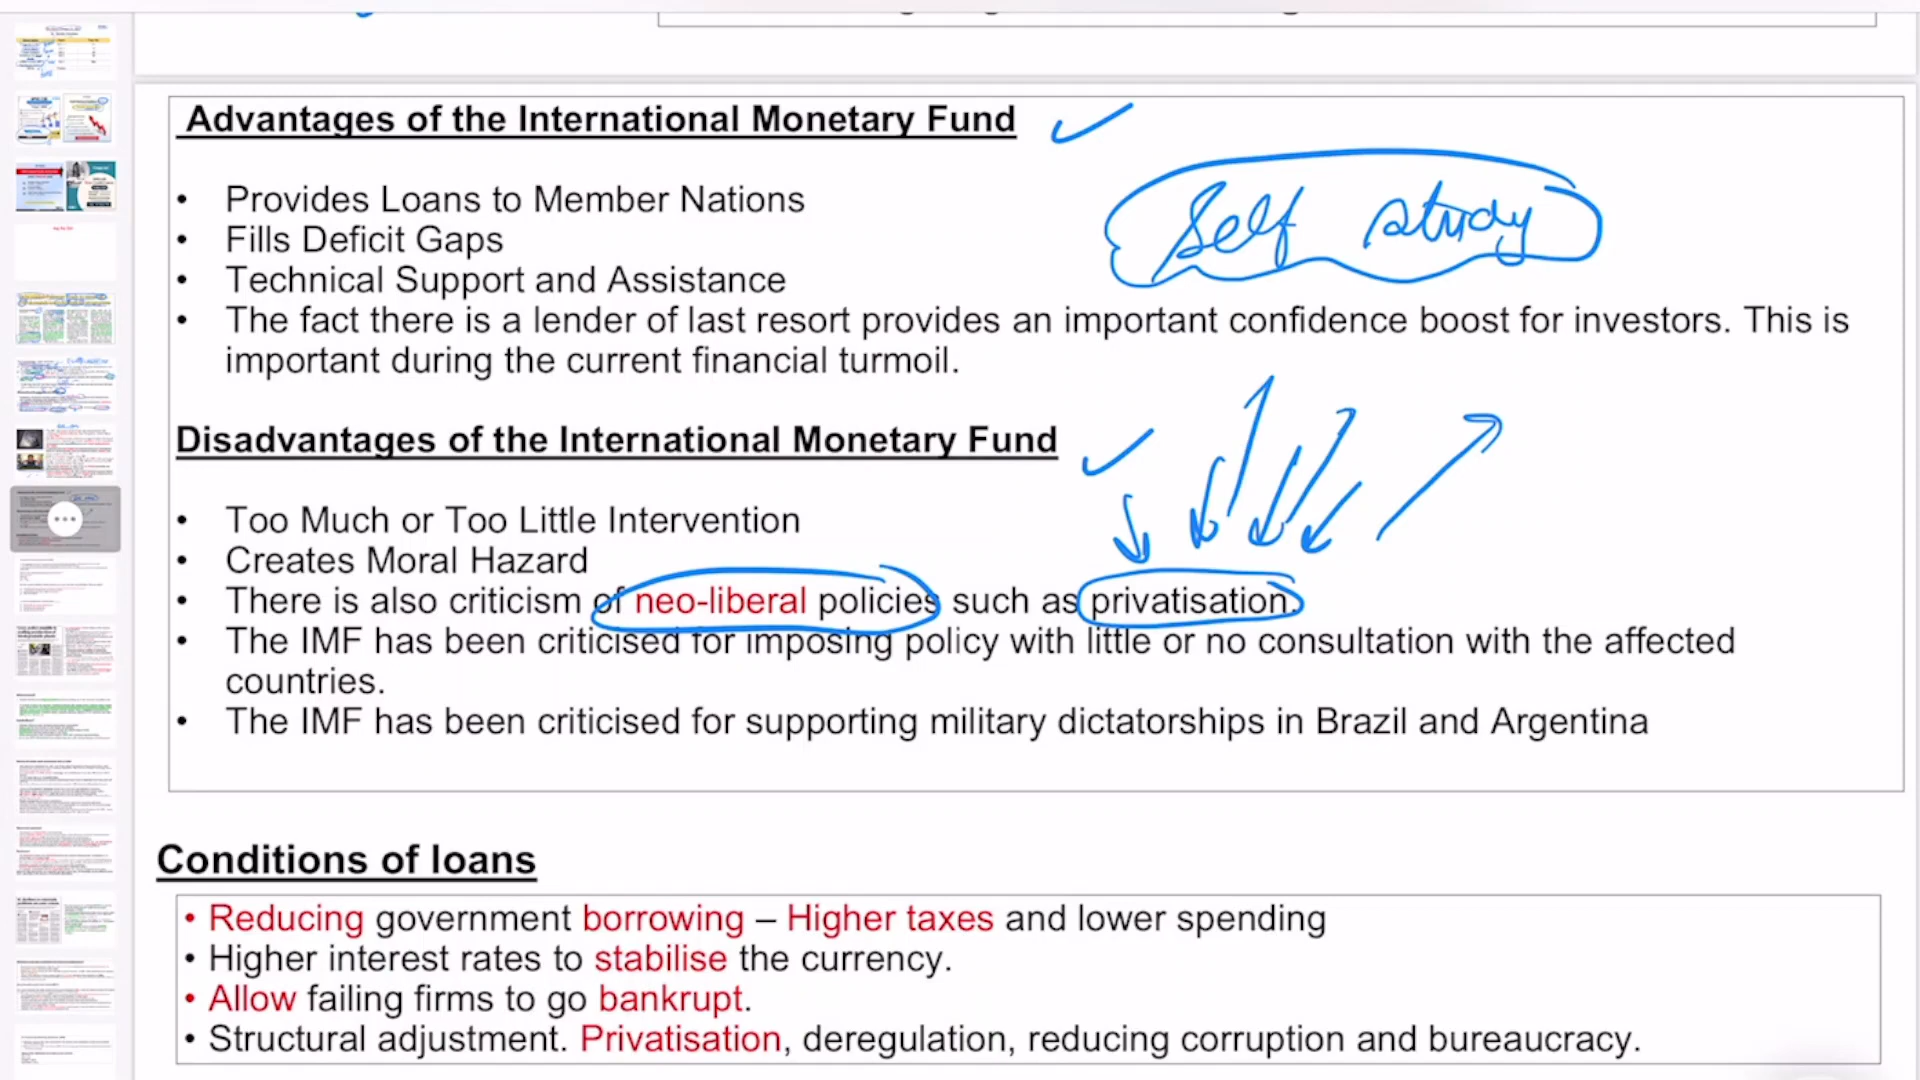 Advantages of the International Monetary Fund
Self study
• Provides Loans to Member Nations
• Fills Deficit Gaps
• Technical Support and Assistance
• The fact there is a lender of last resort provides an important confidence boost for investors. This is
important during the current financial turmoil.
Disadvantages of the International Monetary Fund
• Too Much or Too Little Intervention
• Creates Moral Hazard
• There is also criticism of neo-liberal policies such as privatisation.
• The IMF has been criticised for imposing policy with little or no consultation with the affected
countries.
• The IMF has been criticised for supporting military dictatorships in Brazil and Argentina
Conditions of loans
• Reducing government borrowing – Higher taxes and lower spending
• Higher interest rates to stabilise the currency.
• Allow failing firms to go bankrupt.
• Structural adjustment. Privatisation, deregulation, reducing corruption and bureaucracy.